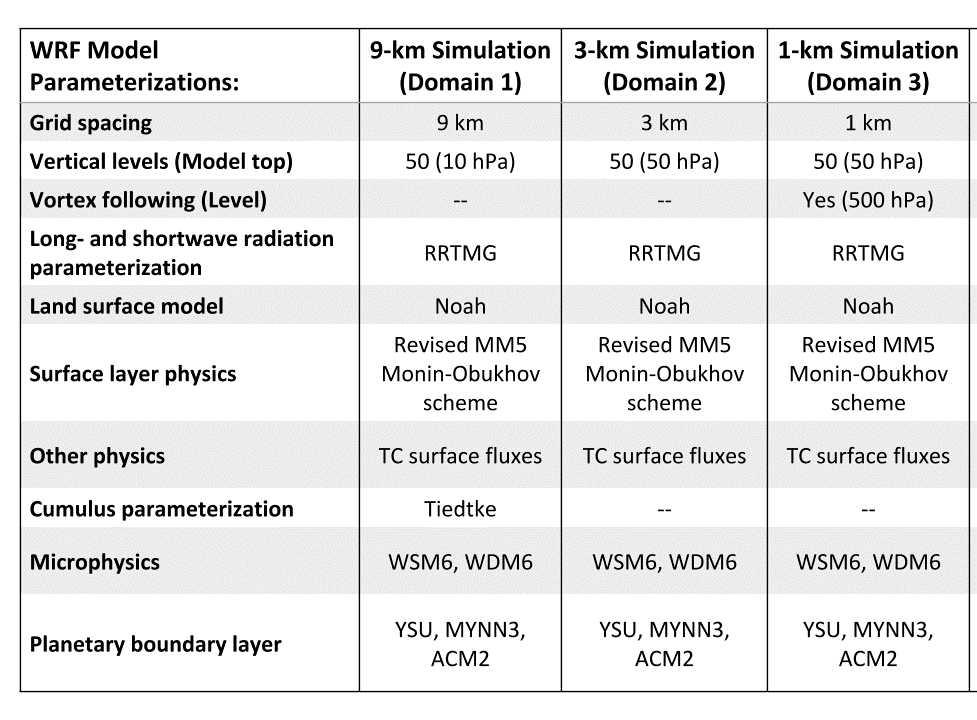 WRF Model Parameterizations: 9-km Simulation (Domain 1) 3-km Simulation (Domain 2) 1-km Simulation (Domain 3)
Grid spacing 9 km 3 km 1 km
Vertical levels (Model top) 50 (10 hPa) 50 (50 hPa) 50 (50 hPa)
Vortex following (Level) -- -- Yes (500 hPa)
Long- and shortwave radiation parameterization RRTMG RRTMG RRTMG
Land surface model Noah Noah Noah
Surface layer physics Revised MM5 Monin-Obukhov scheme Revised MM5 Monin-Obukhov scheme Revised MM5 Monin-Obukhov scheme
Other physics TC surface fluxes TC surface fluxes TC surface fluxes
Cumulus parameterization Tiedtke -- --
Microphysics WSM6, WDM6 WSM6, WDM6 WSM6, WDM6
Planetary boundary layer YSU, MYNN3, ACM2 YSU, MYNN3, ACM2 YSU, MYNN3, ACM2